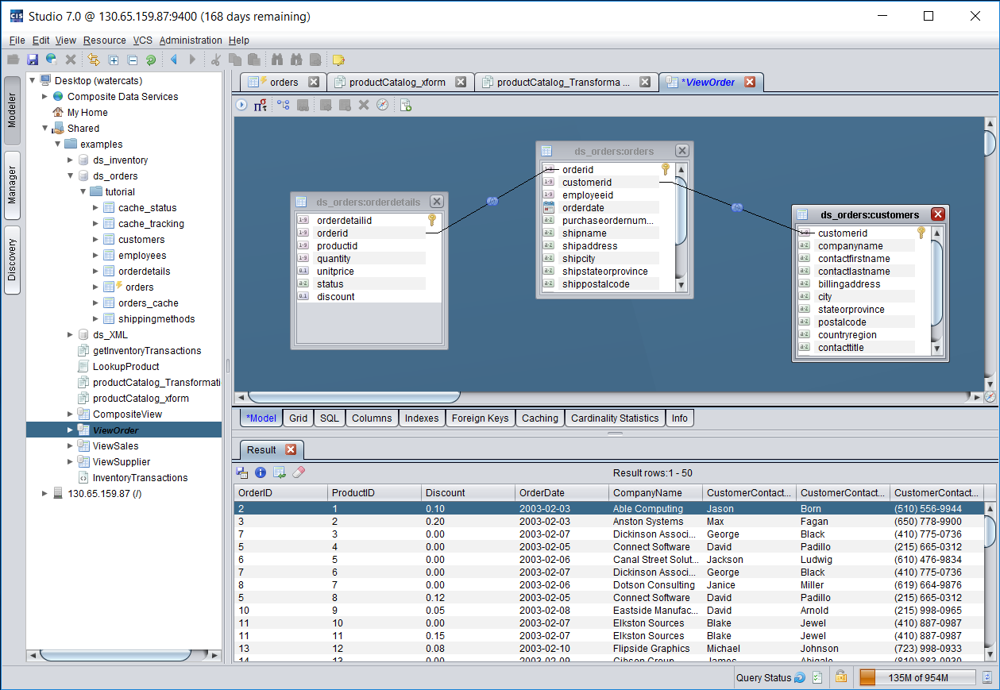 CIS Studio 7.0 @ 130.65.159.87:9400 (168 days remaining)
File Edit View Resource VCS Administration Help
Modeler
Manager
Discovery
Desktop (watercats)
Composite Data Services
My Home
Shared
examples
ds_inventory
ds_orders
tutorial
cache_status
cache_tracking
customers
employees
orderdetails
orders
orders_cache
shippingmethods
ds_XML
getInventoryTransactions
LookupProduct
productCatalog_Transformati
productCatalog_xform
CompositeView
ViewOrder
ViewSales
ViewSupplier
InventoryTransactions
130.65.159.87 (/)
orders productCatalog_xform productCatalog_Transforma ... *ViewOrder
ds_orders:orderdetails
orderdetailid
orderid
productid
quantity
unitprice
status
discount
ds_orders:orders
orderid
customerid
employeeid
orderdate
purchaseordernum...
shipname
shipaddress
shipcity
shipstateorprovince
shippostalcode
ds_orders:customers
customerid
companyname
contactfirstname
contactlastname
billingaddress
city
stateorprovince
postalcode
countryregion
contacttitle
*Model Grid SQL Columns Indexes Foreign Keys Caching Cardinality Statistics Info
Result
Result rows:1 - 50
OrderID ProductID Discount OrderDate CompanyName CustomerContact... CustomerContact... CustomerContact...
2 1 0.10 2003-02-03 Able Computing Jason Born (510) 556-9944
3 2 0.20 2003-02-03 Anston Systems Max Fagan (650) 778-9900
7 3 0.00 2003-02-07 Dickinson Associ... George Black (410) 775-0736
5 4 0.00 2003-02-05 Connect Software David Padillo (215) 665-0312
6 5 0.00 2003-02-06 Canal Street Solut... Jackson Ludwig (610) 476-9834
7 6 0.00 2003-02-07 Dickinson Associ... George Black (410) 775-0736
8 7 0.00 2003-02-06 Dotson Consulting Janice Miller (619) 664-9876
5 8 0.12 2003-02-05 Connect Software David Padillo (215) 665-0312
10 9 0.05 2003-02-08 Eastside Manufac... David Arnold (215) 998-0965
11 10 0.00 2003-02-07 Elkston Sources Blake Jewel (410) 887-0987
11 11 0.15 2003-02-07 Elkston Sources Blake Jewel (410) 887-0987
13 12 0.08 2003-02-10 Flipside Graphics Michael Johnson (723) 998-0933
14 13 0.00 2003-02-09 Gibson Group James Abigale (810) 883-0930
Query Status 135M of 954M